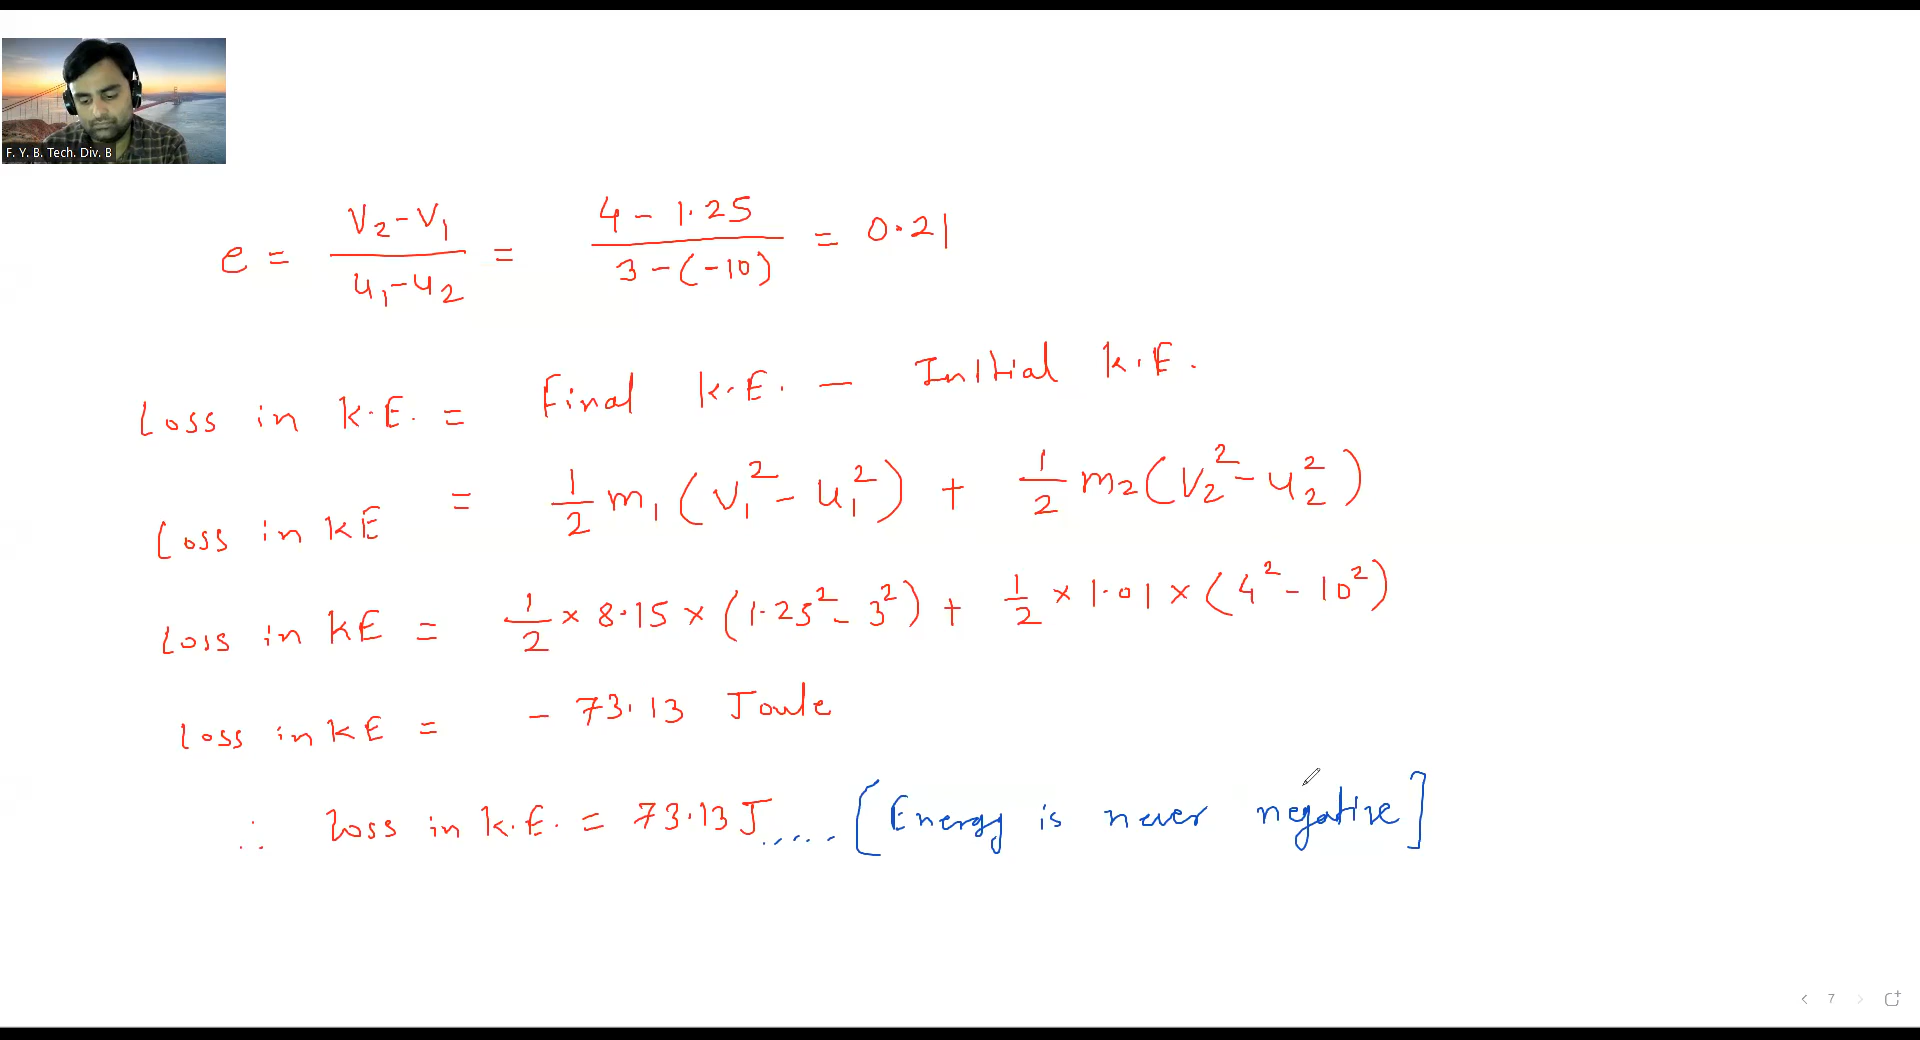 F. Y. B. Tech. Div. B
e = V₂-V₁ / u₁-u₂ = 4 - 1.25 / 3 - (-10) = 0.21
Loss in K.E. = Final K.E. - Initial K.E.
Loss in KE = 1/2 m₁ (V₁² - u₁²) + 1/2 m₂ (V₂² - u₂²)
Loss in KE = 1/2 × 8.15 × (1.25² - 3²) + 1/2 × 1.01 × (4² - 10²)
Loss in KE = - 73.13 Joule
∴ Loss in K.E. = 73.13 J ..... [Energy is never negative]
7